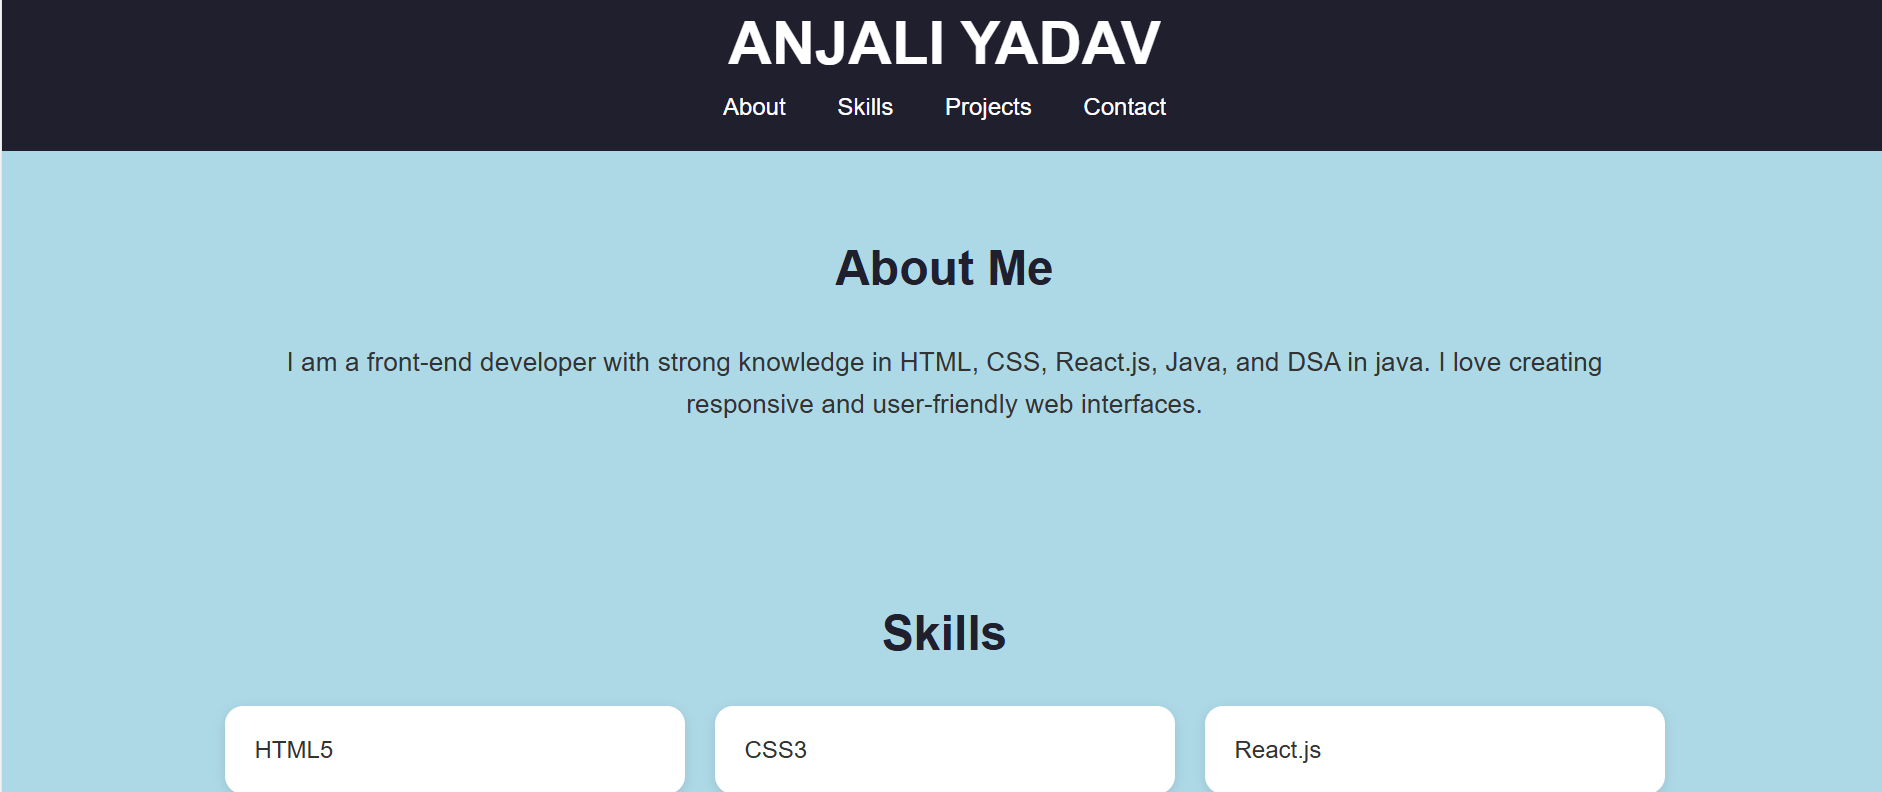 ANJALI YADAV
About Skills Projects Contact
About Me
I am a front-end developer with strong knowledge in HTML, CSS, React.js, Java, and DSA in java. I love creating
responsive and user-friendly web interfaces.
Skills
HTML5 CSS3 React.js